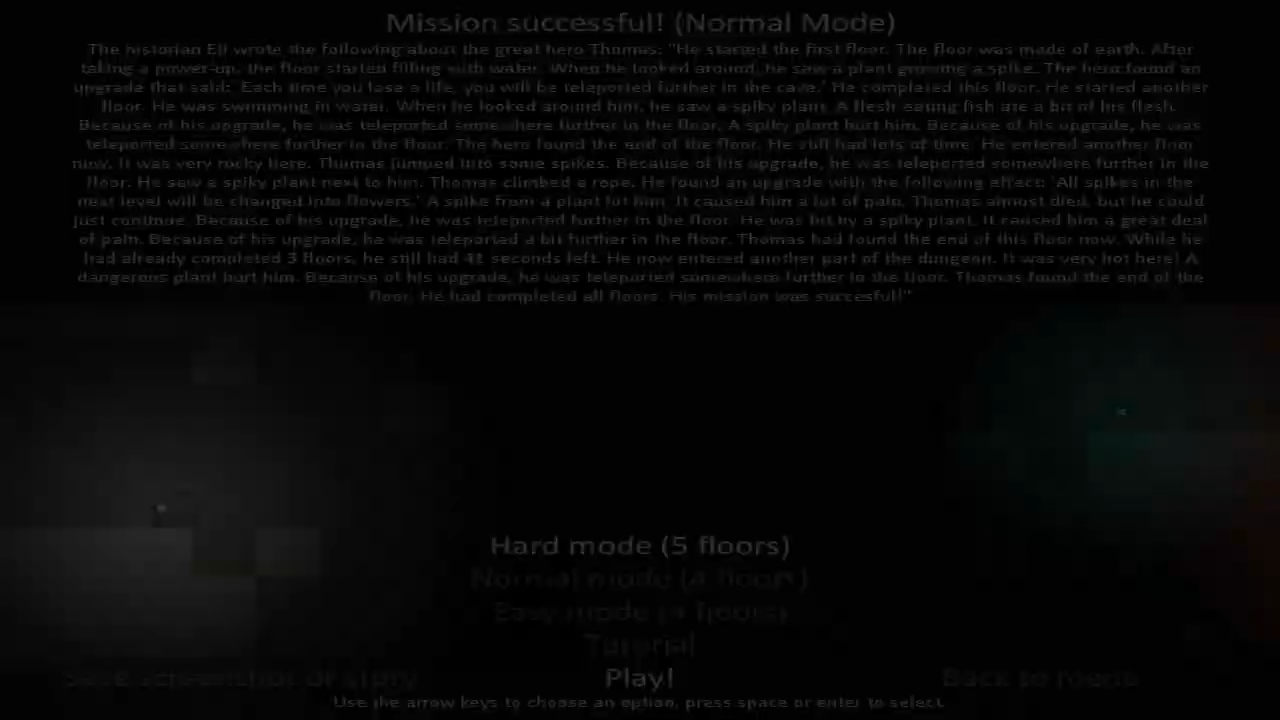 Mission successful! (Normal Mode)
The historian Eli wrote the following about the great hero Thomas: "He started the first floor. The floor was made of earth. After
taking a power-up, the floor started filling with water. When he looked around, he saw a plant growing a spike. The hero found an
upgrade that said: 'Each time you lose a life, you will be teleported further in the cave.' He completed this floor. He started another
floor. He was swimming in water. When he looked around him, he saw a spiky plant. A flesh eating fish ate a bit of his flesh.
Because of his upgrade, he was teleported somewhere further in the floor. A spiky plant hurt him. Because of his upgrade, he was
teleported somewhere further in the floor. The hero found the end of the floor. He still had lots of time. He entered another floor
now. It was very rocky here. Thomas jumped into some spikes. Because of his upgrade, he was teleported somewhere further in the
floor. He saw a spiky plant next to him. Thomas climbed a rope. He found an upgrade with the following effect: 'All spikes in the
next level will be changed into flowers.' A spike from a plant hit him. It caused him a lot of pain. Thomas almost died, but he could
just continue. Because of his upgrade, he was teleported further in the floor. He was hit by a spiky plant. It caused him a great deal
of pain. Because of his upgrade, he was teleported a bit further in the floor. Thomas had found the end of this floor now. While he
had already completed 3 floors, he still had 41 seconds left. He now entered another part of the dungeon. It was very hot here! A
dangerous plant hurt him. Because of his upgrade, he was teleported somewhere further in the floor. Thomas found the end of the
floor. He had completed all floors. His mission was succesful!"
Hard mode (5 floors)
Normal mode (4 floors)
Easy mode (3 floors)
Tutorial
Save screenshot of story
Play!
Back to menu
Use the arrow keys to choose an option, press space or enter to select.